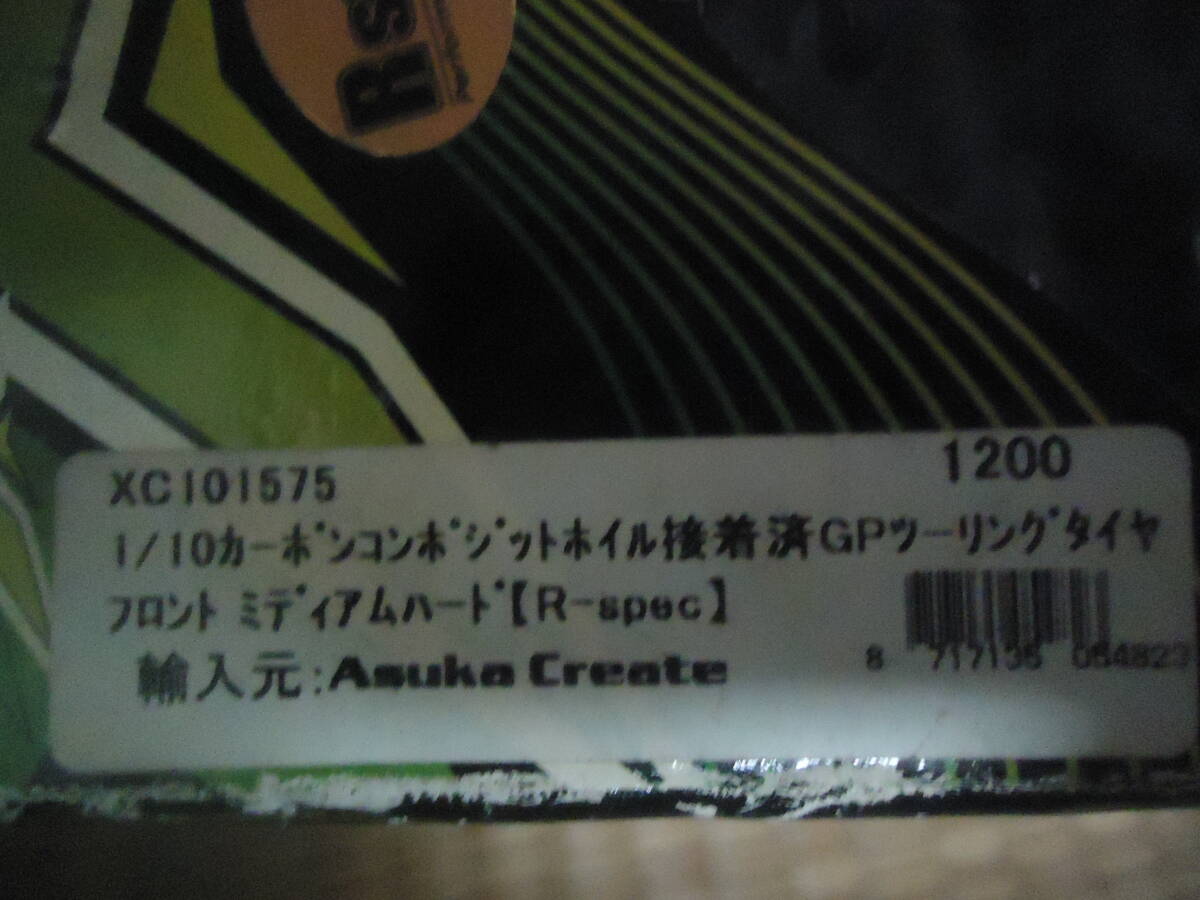 Rs
XC101575
1200
1/10ｶｰﾎﾞﾝｺﾝﾎﾟｼﾞｯﾄﾎｲﾙ接着済GPﾂｰﾘﾝｸﾞﾀｲﾔ
ﾌﾛﾝﾄ ﾐﾃﾞｨｱﾑﾊｰﾄﾞ【R-spec】
輸入元:Asuka Create
8 717136 064823